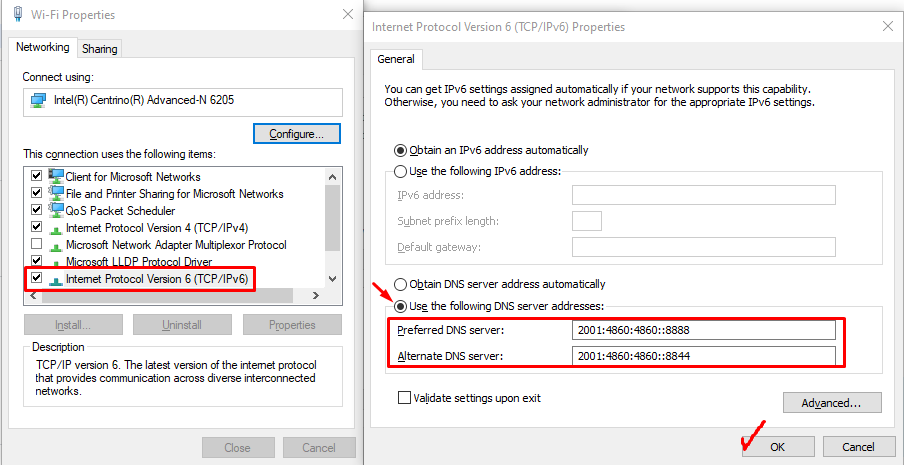 Wi-Fi Properties
Networking
Sharing
Connect using:
Intel(R) Centrino(R) Advanced-N 6205
Configure...
This connection uses the following items:
Client for Microsoft Networks
File and Printer Sharing for Microsoft Networks
QoS Packet Scheduler
Internet Protocol Version 4 (TCP/IPv4)
Microsoft Network Adapter Multiplexor Protocol
Microsoft LLDP Protocol Driver
Internet Protocol Version 6 (TCP/IPv6)
Install...
Uninstall
Properties
Description
TCP/IP version 6. The latest version of the internet protocol
that provides communication across diverse interconnected
networks.
Close
Cancel
Internet Protocol Version 6 (TCP/IPv6) Properties
General
You can get IPv6 settings assigned automatically if your network supports this capability.
Otherwise, you need to ask your network administrator for the appropriate IPv6 settings.
Obtain an IPv6 address automatically
Use the following IPv6 address:
IPv6 address:
Subnet prefix length:
Default gateway:
Obtain DNS server address automatically
Use the following DNS server addresses:
Preferred DNS server:
2001:4860:4860::8888
Alternate DNS server:
2001:4860:4860::8844
Validate settings upon exit
Advanced...
OK
Cancel